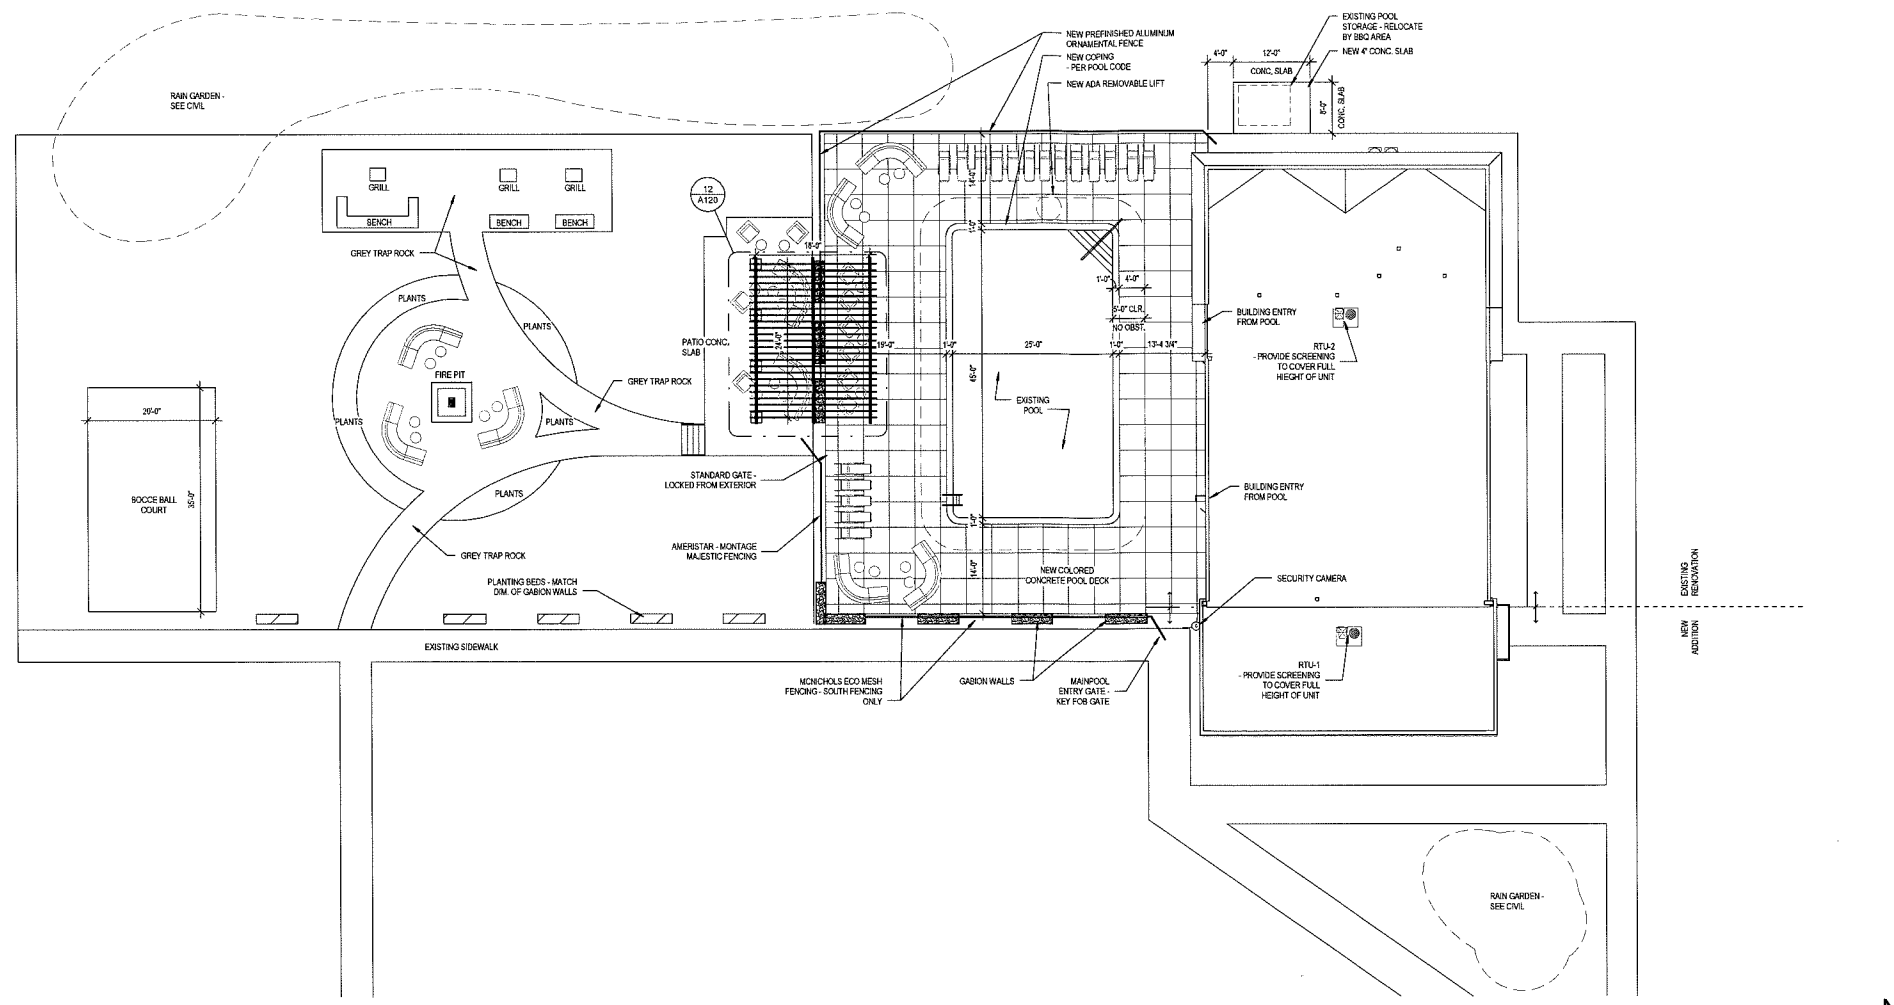 EXISTING POOL
STORAGE - RELOCATE
BY BBQ AREA
NEW 4" CONC. SLAB
NEW PREFINISHED ALUMINUM
ORNAMENTAL FENCE
NEW COPING
- PER POOL CODE
NEW ADA REMOVABLE LIFT
4'-0"
12'-0"
CONC. SLAB
8'-0"
CONC. SLAB
RAIN GARDEN -
SEE CIVIL
GRILL
GRILL
GRILL
BENCH
BENCH
BENCH
12
A120
GREY TRAP ROCK
18'-0"
14'-0"
1'-0"
PLANTS
PLANTS
1'-0"
4'-0"
5'-0" CLR.
NO OBST.
BUILDING ENTRY
FROM POOL
RTU-2
- PROVIDE SCREENING
TO COVER FULL
HIEGHT OF UNIT
PATIO CONC.
SLAB
24'-0"
19'-0"
1'-0"
25'-0"
1'-0"
13'-4 3/4"
45'-0"
FIRE PIT
GREY TRAP ROCK
EXISTING
POOL
20'-0"
PLANTS
PLANTS
BOCCE BALL
COURT
35'-0"
STANDARD GATE -
LOCKED FROM EXTERIOR
PLANTS
BUILDING ENTRY
FROM POOL
1'-0"
GREY TRAP ROCK
AMERISTAR - MONTAGE
MAJESTIC FENCING
14'-0"
NEW COLORED
CONCRETE POOL DECK
SECURITY CAMERA
EXISTING
RENOVATION
PLANTING BEDS - MATCH
DIM. OF GABION WALLS
NEW
ADDITION
EXISTING SIDEWALK
MCNICHOLS ECO MESH
FENCING - SOUTH FENCING
ONLY
GABION WALLS
MAINPOOL
ENTRY GATE -
KEY FOB GATE
RTU-1
- PROVIDE SCREENING
TO COVER FULL
HEIGHT OF UNIT
RAIN GARDEN -
SEE CIVIL